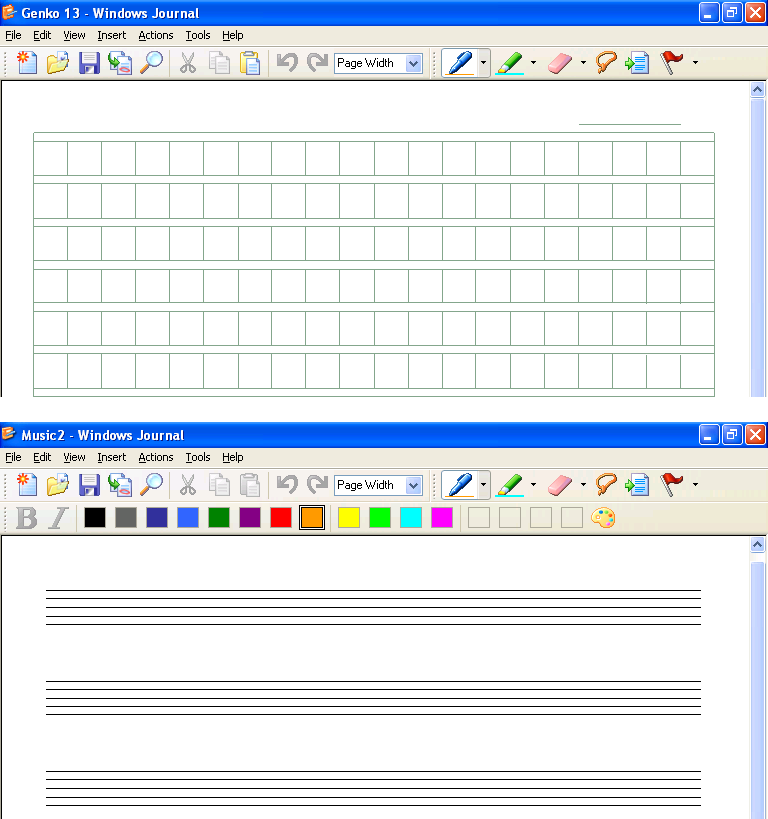 Genko 13 - Windows Journal
File Edit View Insert Actions Tools Help
Page Width
Music2 - Windows Journal
File Edit View Insert Actions Tools Help
Page Width
B I